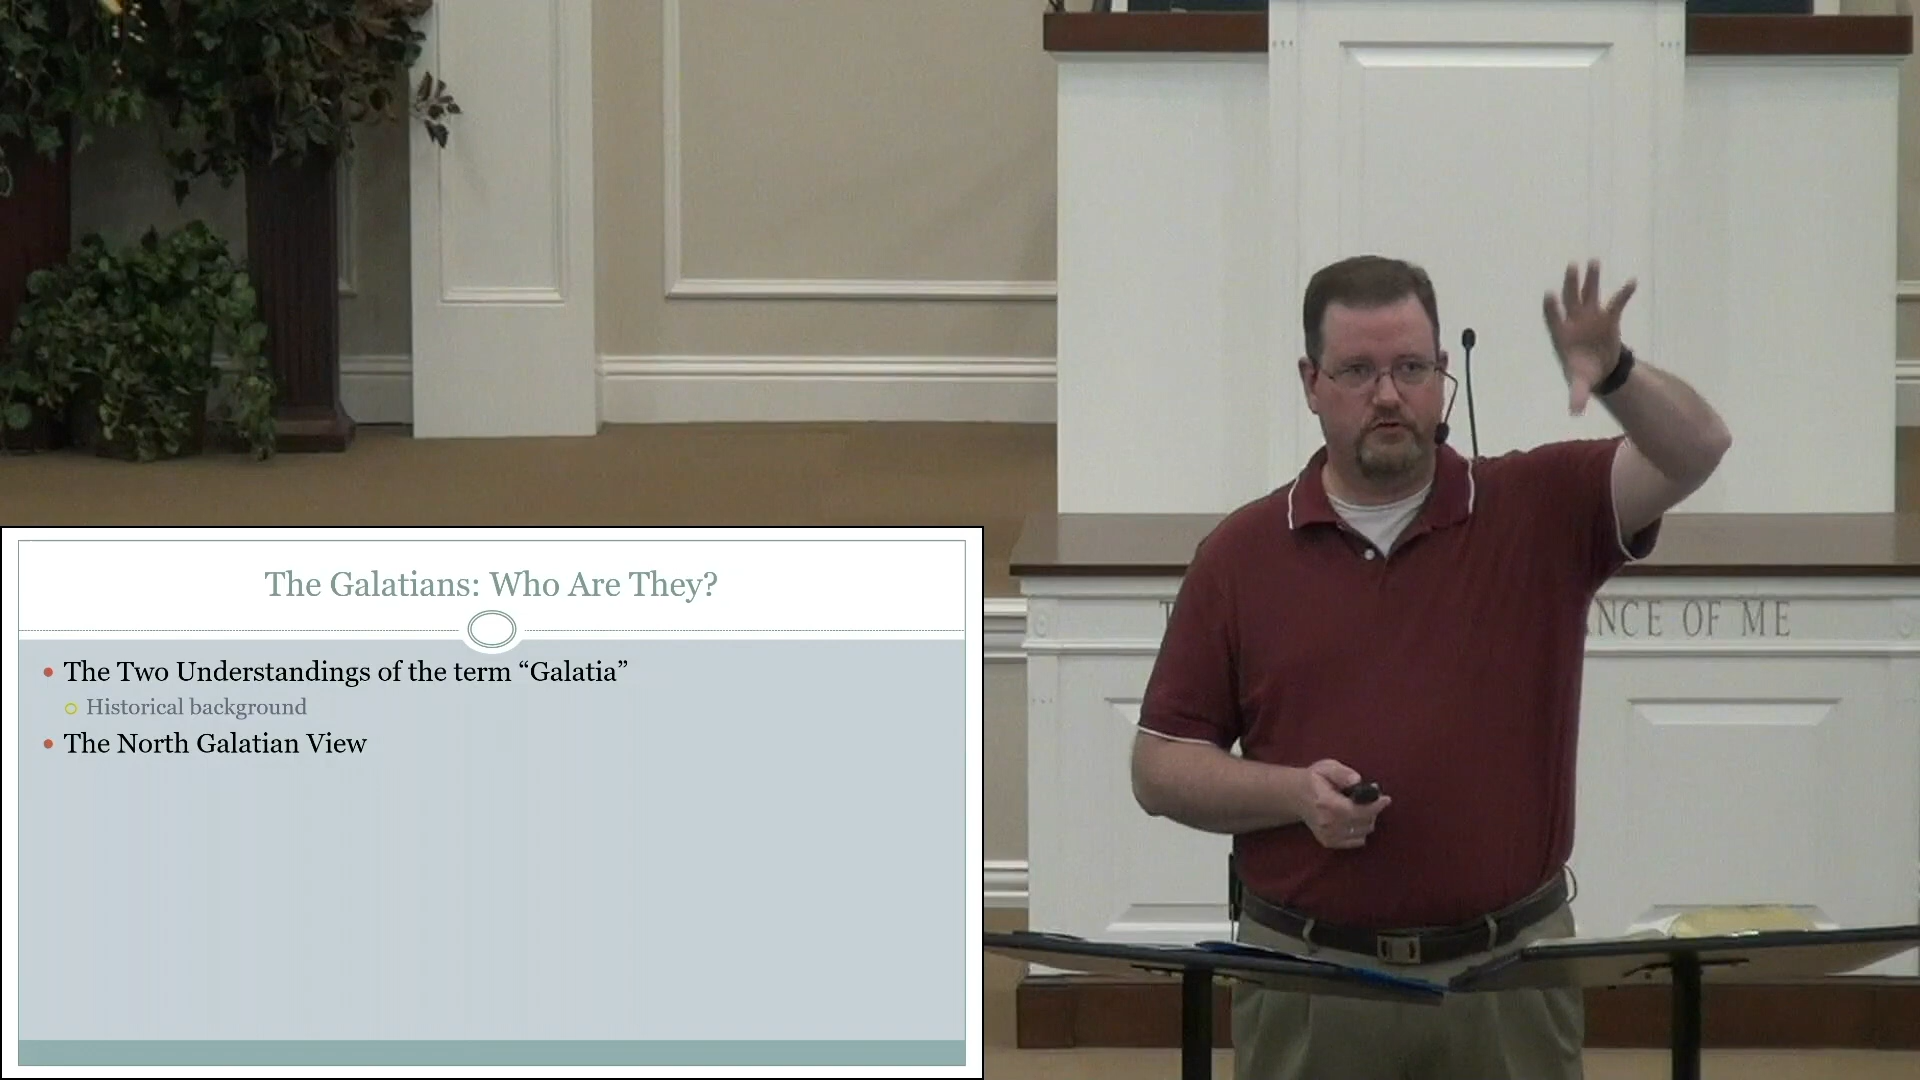 The Galatians: Who Are They?
The Two Understandings of the term “Galatia”
Historical background
The North Galatian View
OF ME